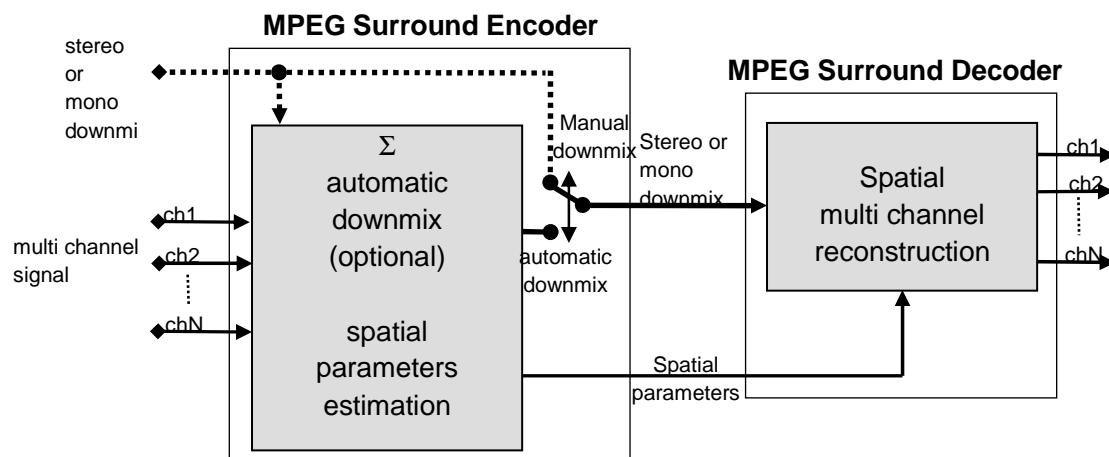 MPEG Surround Encoder
stereo
or
mono
downmi
MPEG Surround Decoder
Σ
automatic
downmix
(optional)
spatial
parameters
estimation
Manual
downmix
Stereo or
mono
downmix
automatic
downmix
ch1
multi channel
signal
ch2
chN
Spatial
multi channel
reconstruction
ch1
ch2
chN
Spatial
parameters